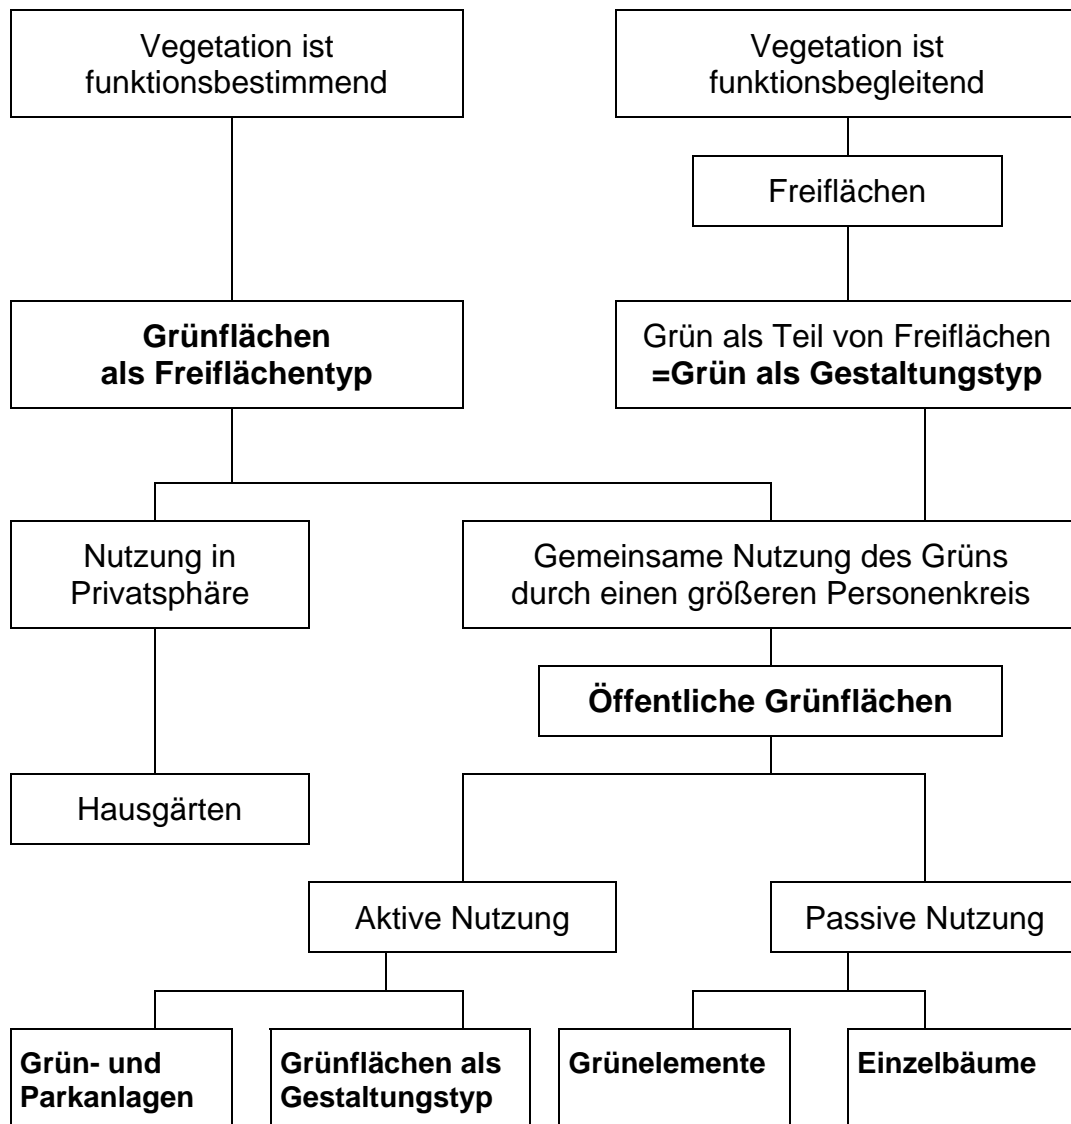 Vegetation ist
funktionsbestimmend
Vegetation ist
funktionsbegleitend
Freiflächen
Grünflächen
als Freiflächentyp
Grün als Teil von Freiflächen
=Grün als Gestaltungstyp
Nutzung in
Privatsphäre
Gemeinsame Nutzung des Grüns
durch einen größeren Personenkreis
Öffentliche Grünflächen
Hausgärten
Aktive Nutzung
Passive Nutzung
Grün- und
Parkanlagen
Grünflächen als
Gestaltungstyp
Grünelemente
Einzelbäume